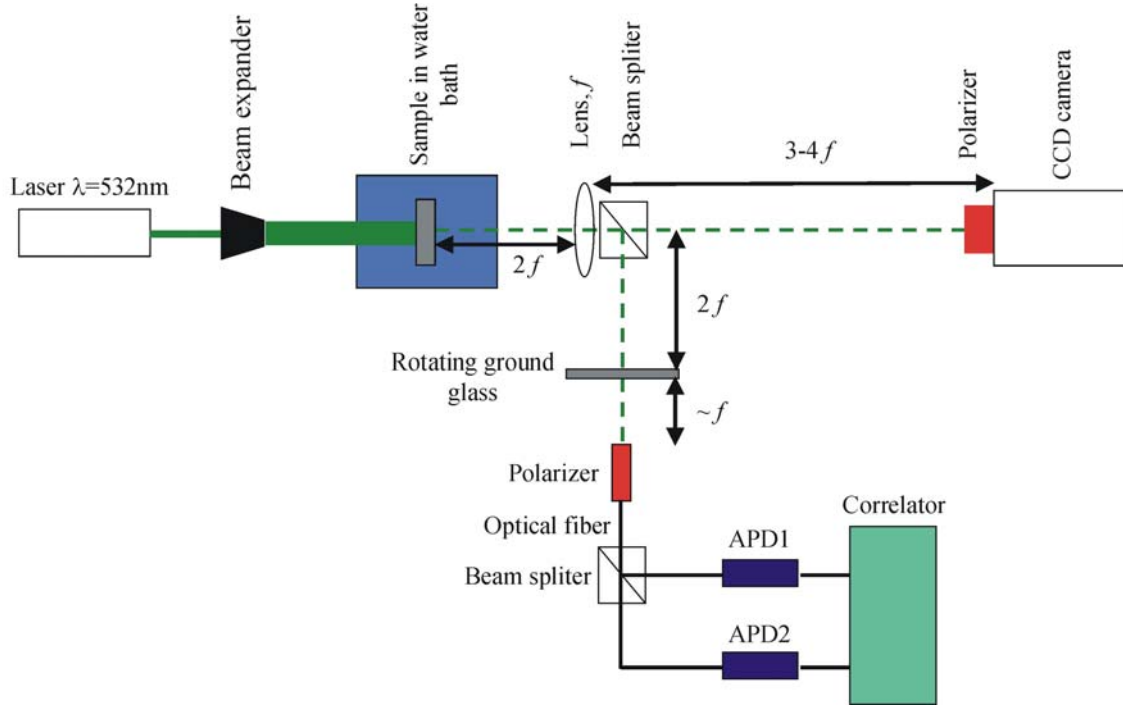 Laser λ=532nm
Beam expander
Sample in water
bath
Lens, f
Beam spliter
Polarizer
CCD camera
3-4 f
2 f
2 f
Rotating ground
glass
~ f
Polarizer
Optical fiber
Beam spliter
APD1
APD2
Correlator